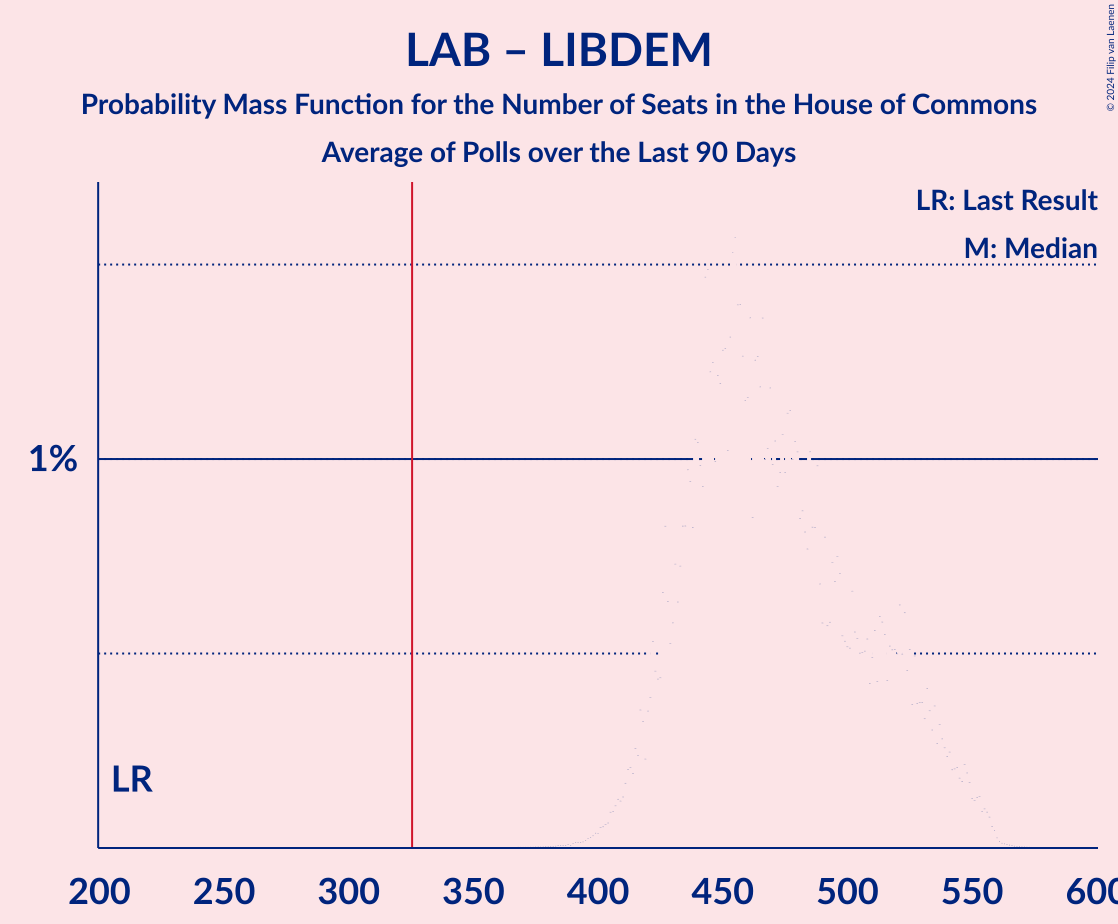 LAB – LIBDEM
Probability Mass Function for the Number of Seats in the House of Commons
Average of Polls over the Last 90 Days
© 2024 Filip van Laenen
LR: Last Result
M: Median
1%
LR
200 250 300 350 400 450 500 550 600